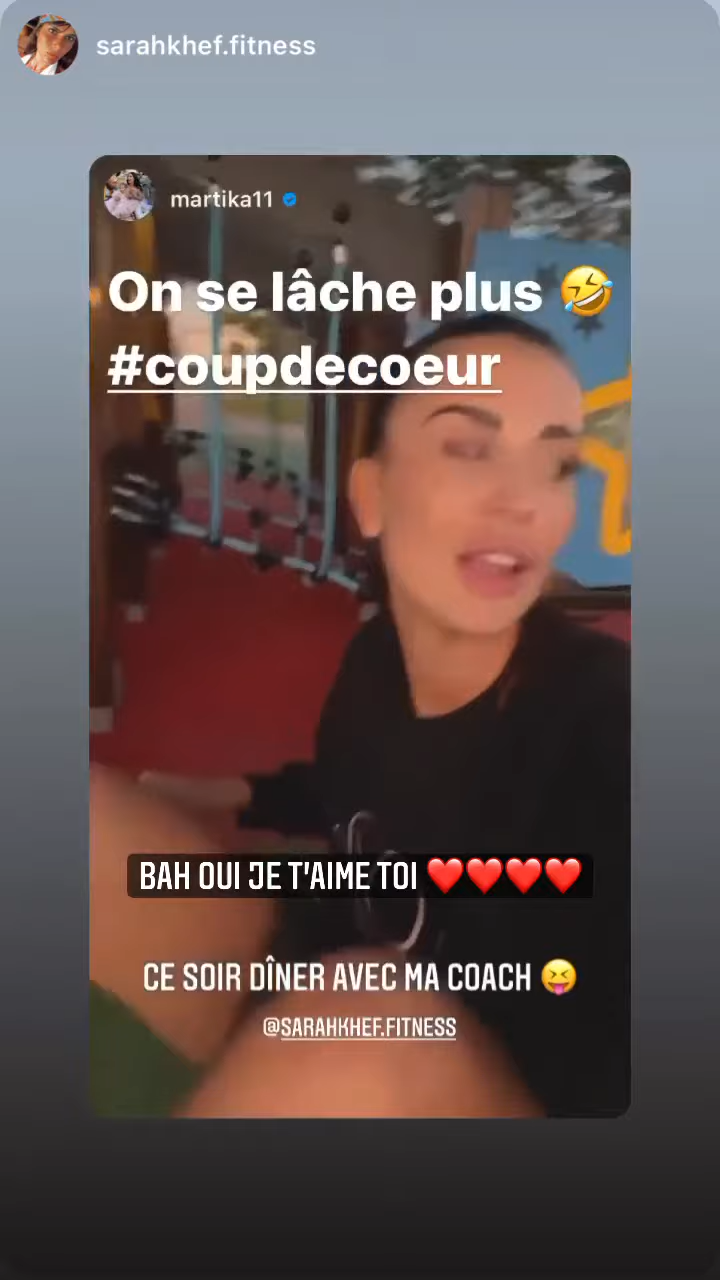 sarahkhef.fitness
martika11
On se lâche plus 🤣
#coupdecoeur
BAH OUI JE T'AIME TOI ❤️❤️❤️❤️
CE SOIR DÎNER AVEC MA COACH 😝
@SARAHKHEF.FITNESS